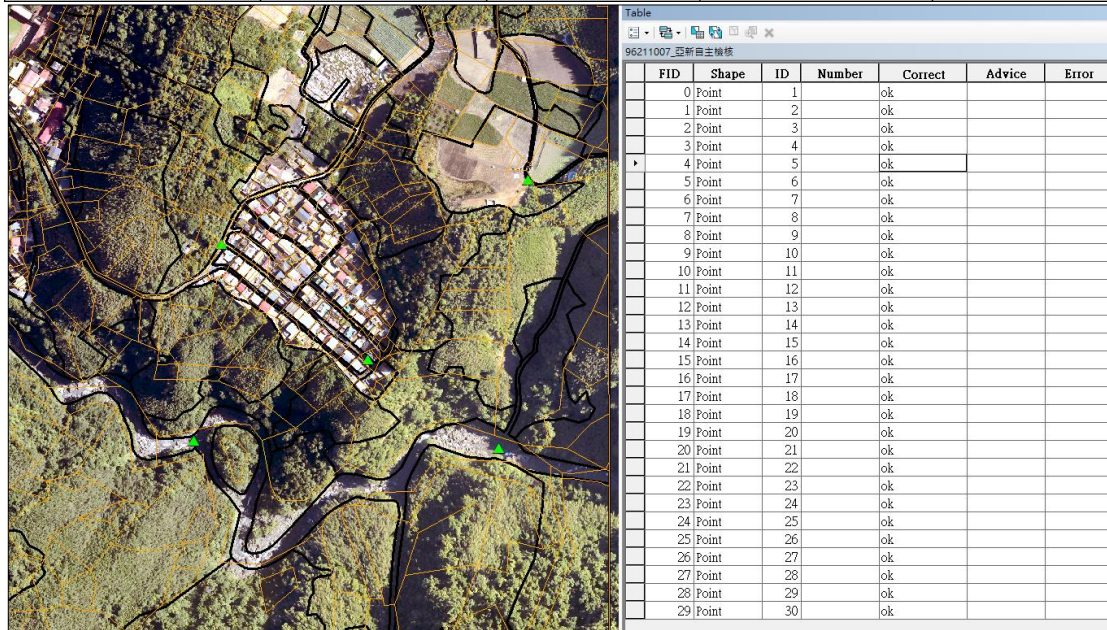 Table
96211007_亞新自主檢核
FID Shape ID Number Correct Advice Error
0 Point 1 ok
1 Point 2 ok
2 Point 3 ok
3 Point 4 ok
4 Point 5 ok
5 Point 6 ok
6 Point 7 ok
7 Point 8 ok
8 Point 9 ok
9 Point 10 ok
10 Point 11 ok
11 Point 12 ok
12 Point 13 ok
13 Point 14 ok
14 Point 15 ok
15 Point 16 ok
16 Point 17 ok
17 Point 18 ok
18 Point 19 ok
19 Point 20 ok
20 Point 21 ok
21 Point 22 ok
22 Point 23 ok
23 Point 24 ok
24 Point 25 ok
25 Point 26 ok
26 Point 27 ok
27 Point 28 ok
28 Point 29 ok
29 Point 30 ok